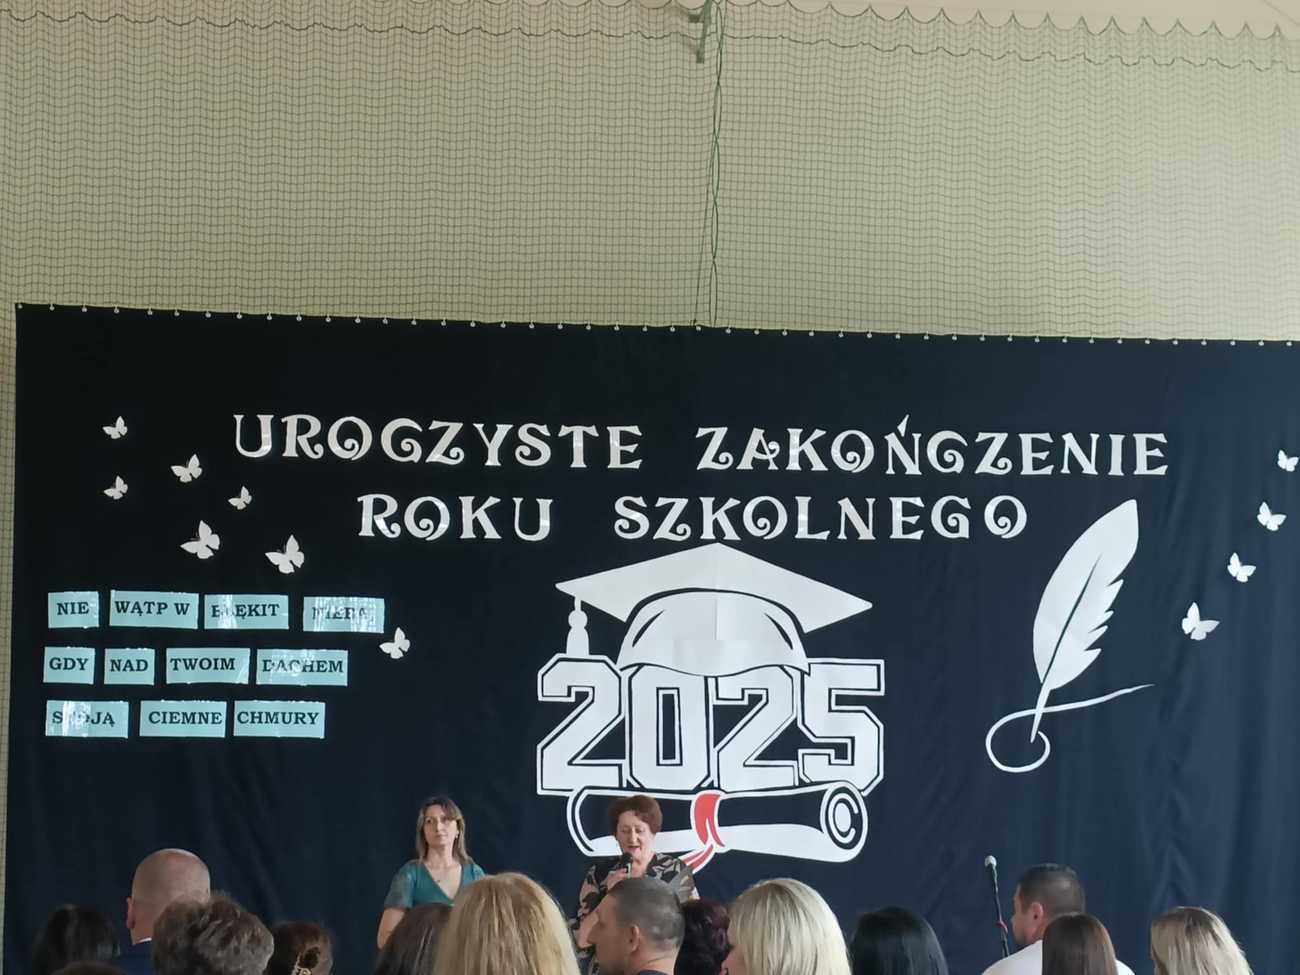 UROCZYSTE ZAKOŃCZENIE
ROKU SZKOLNEGO
NIE WĄTP W BŁĘKIT NIEBA
GDY NAD TWOIM DACHEM
STOJĄ CIEMNE CHMURY
2025